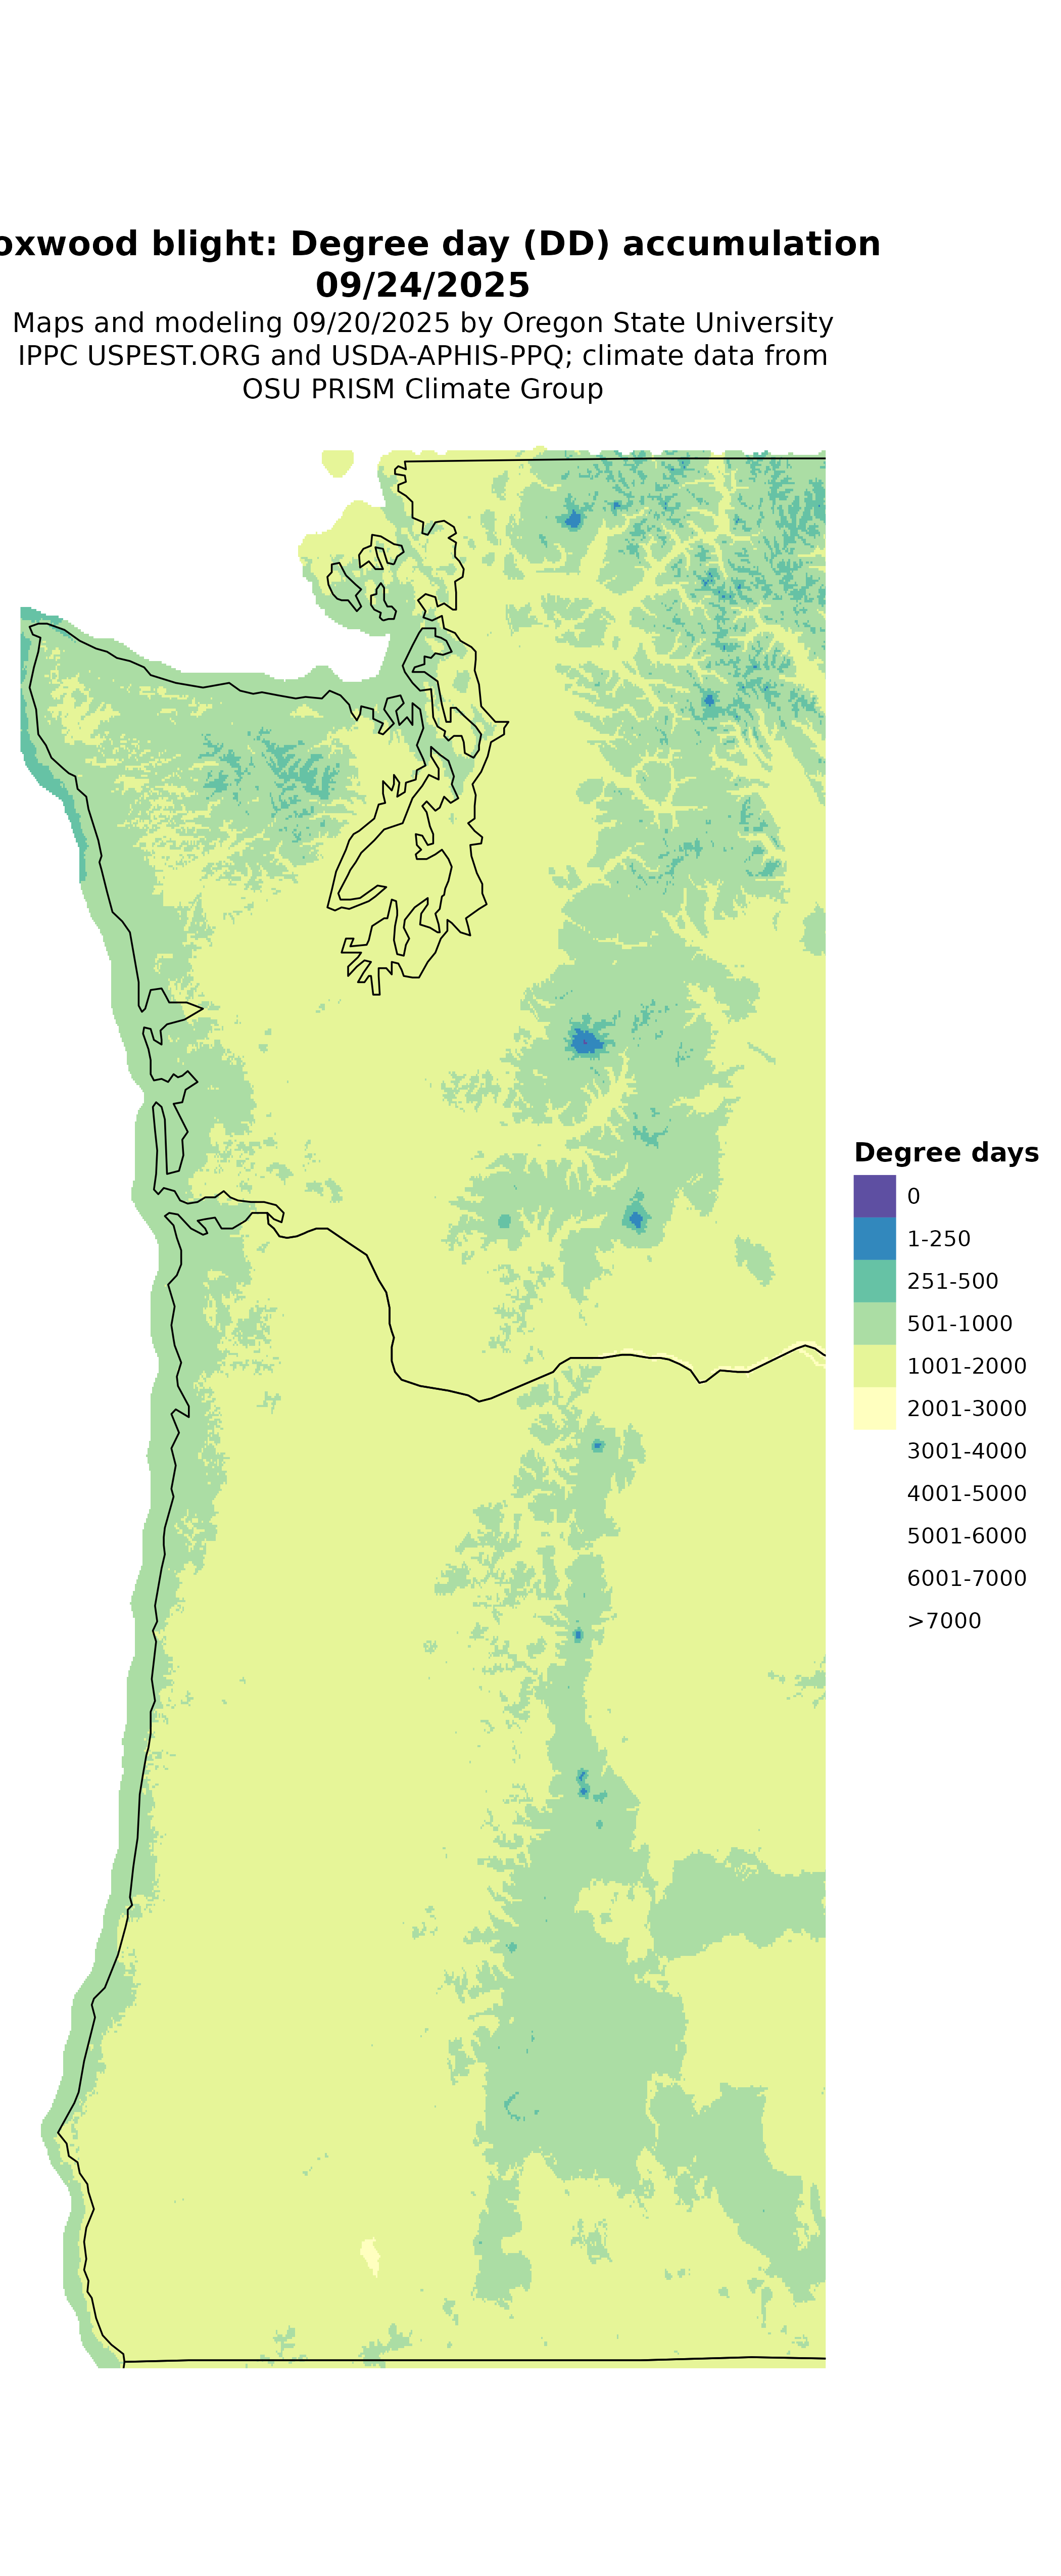 oxwood blight: Degree day (DD) accumulation
09/24/2025
Maps and modeling 09/20/2025 by Oregon State University
IPPC USPEST.ORG and USDA-APHIS-PPQ; climate data from
OSU PRISM Climate Group
Degree days
0
1-250
251-500
501-1000
1001-2000
2001-3000
3001-4000
4001-5000
5001-6000
6001-7000
>7000